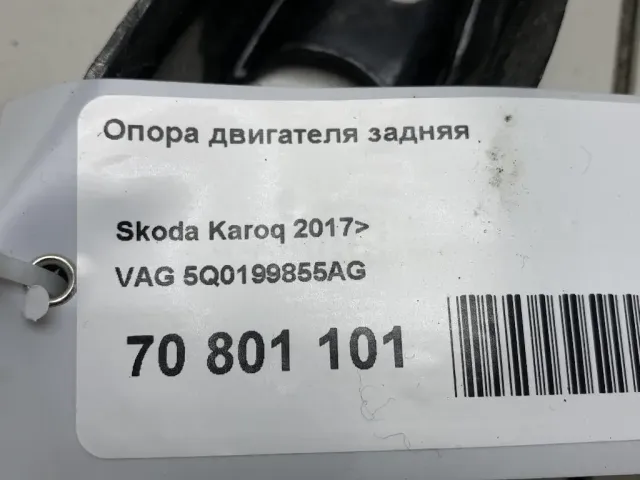 Опора двигателя задняя
Skoda Karoq 2017>
VAG 5Q0199855AG
70 801 101